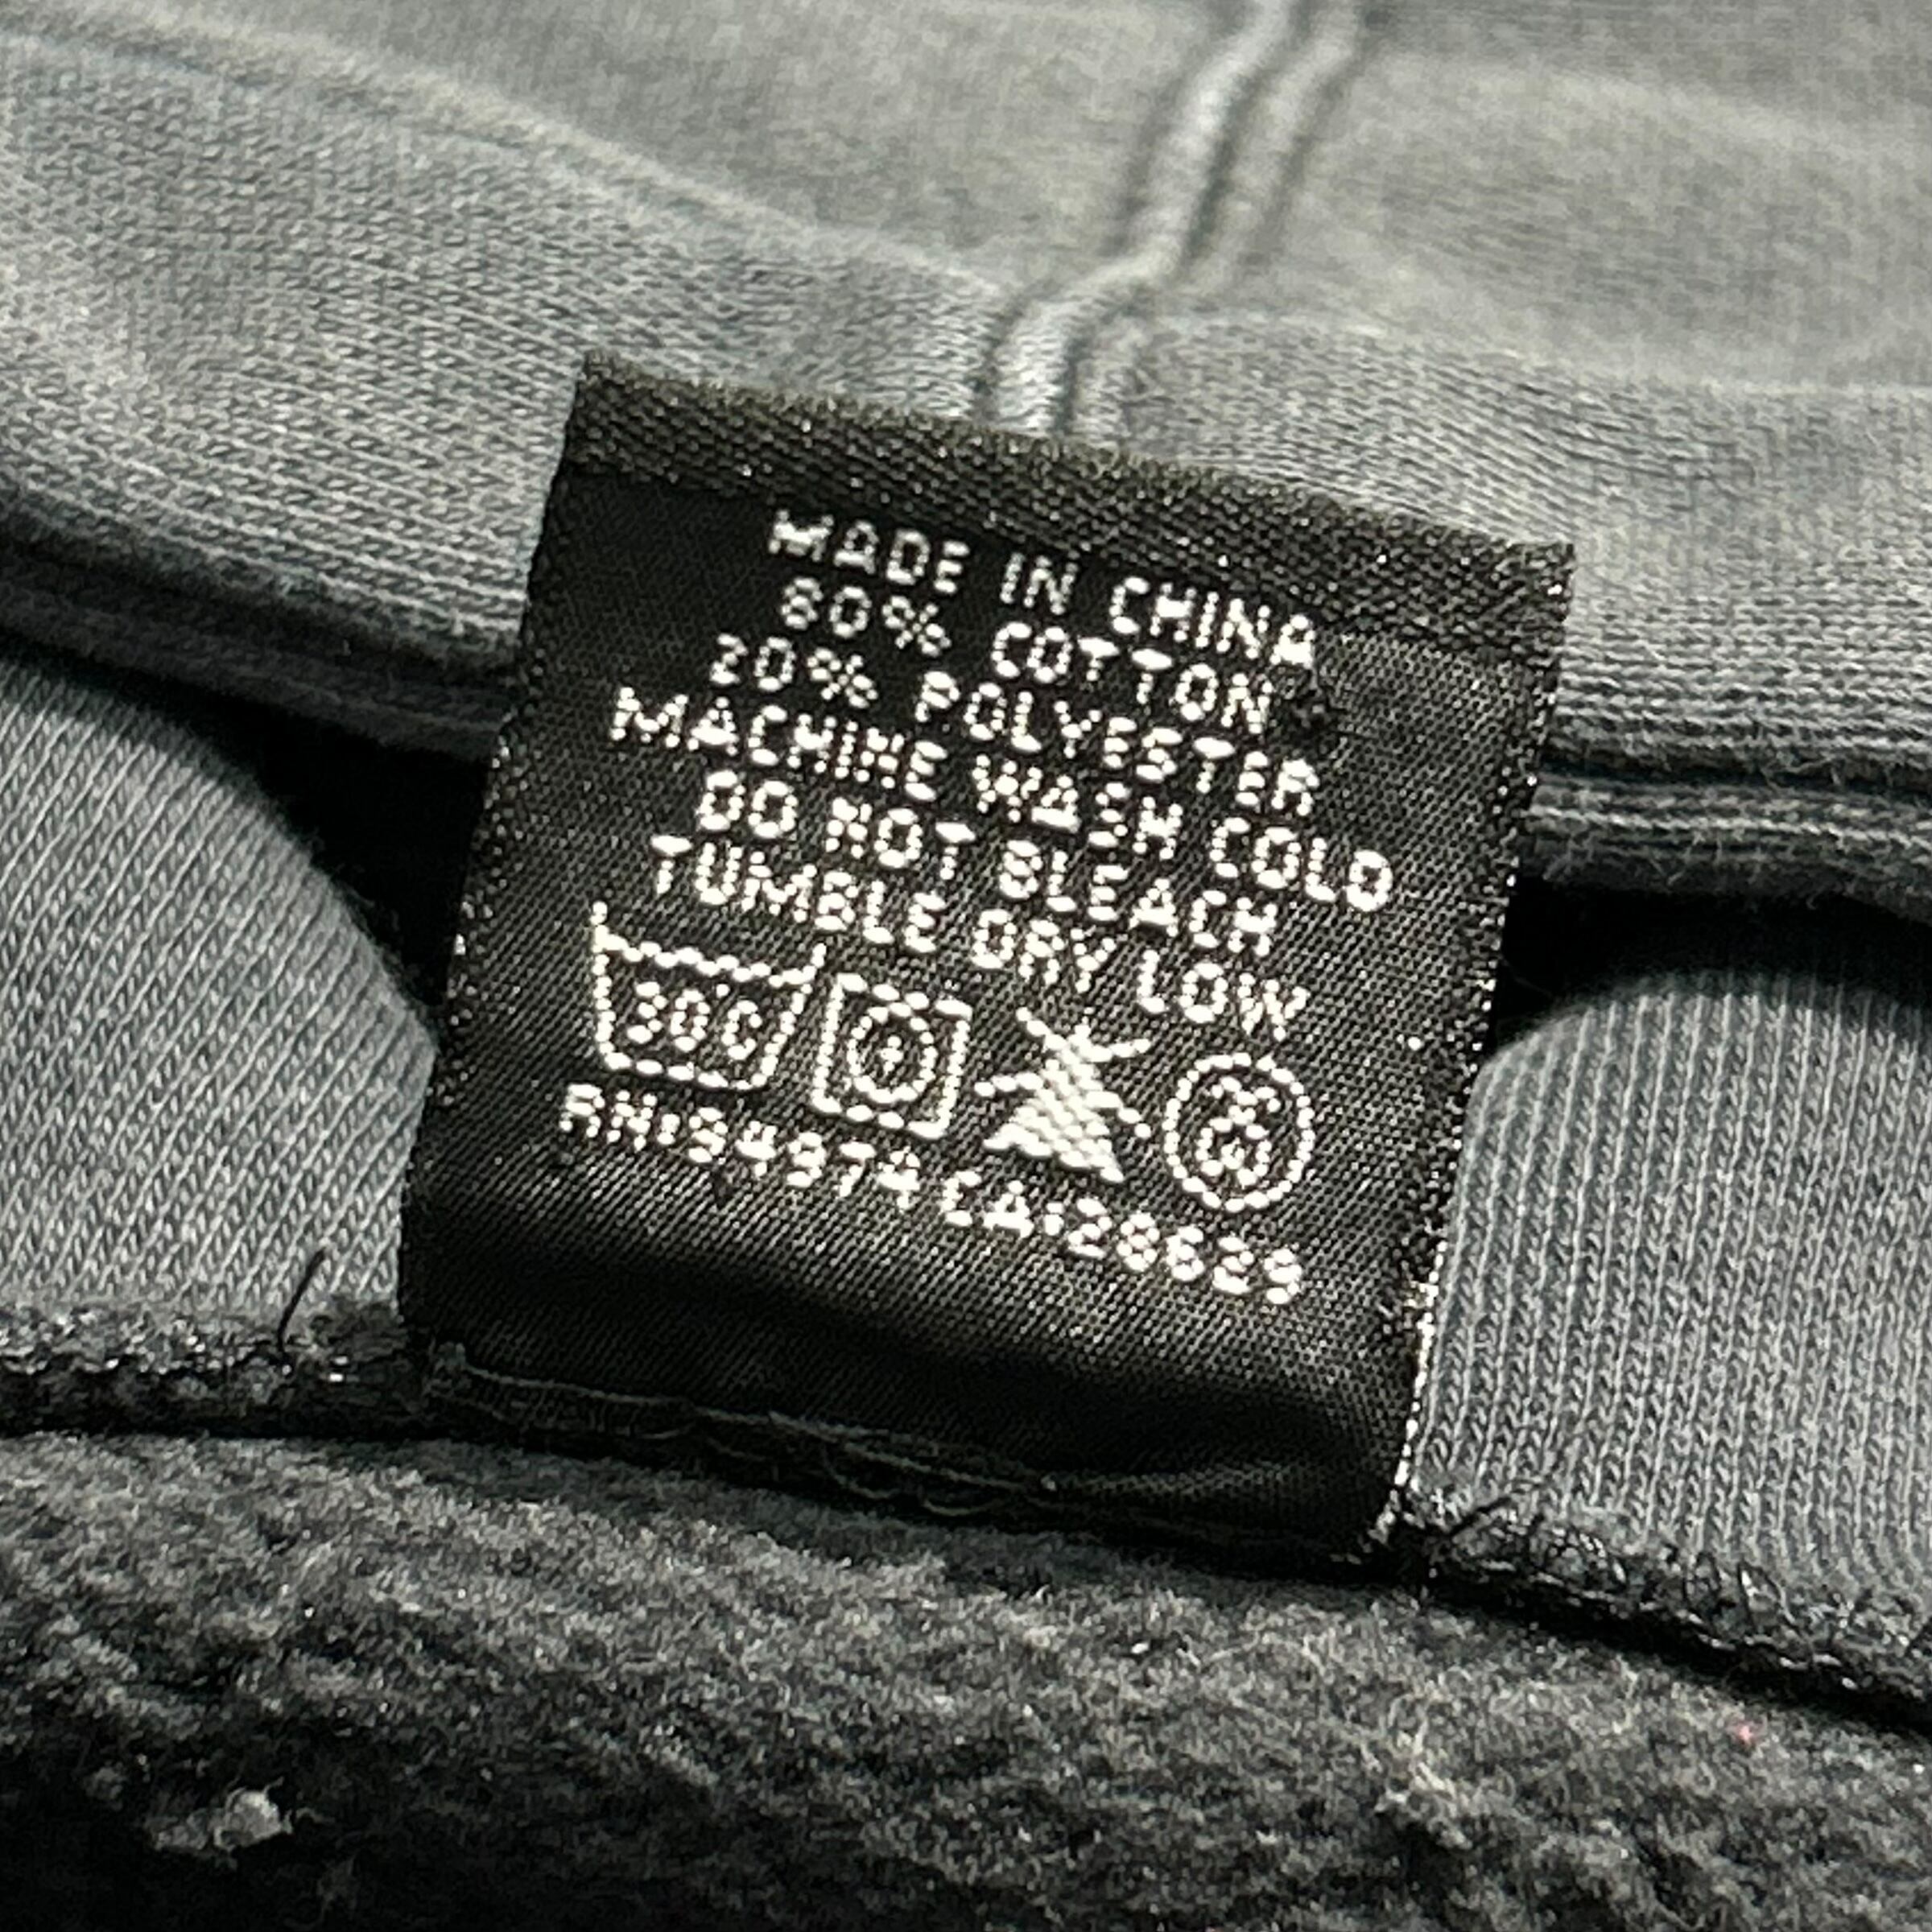 MADE IN CHINA
80% COTTON
20% POLYESTER
MACHINE WASH COLD
DO NOT BLEACH
TUMBLE DRY LOW
30°C
RN:94974 CA:28629